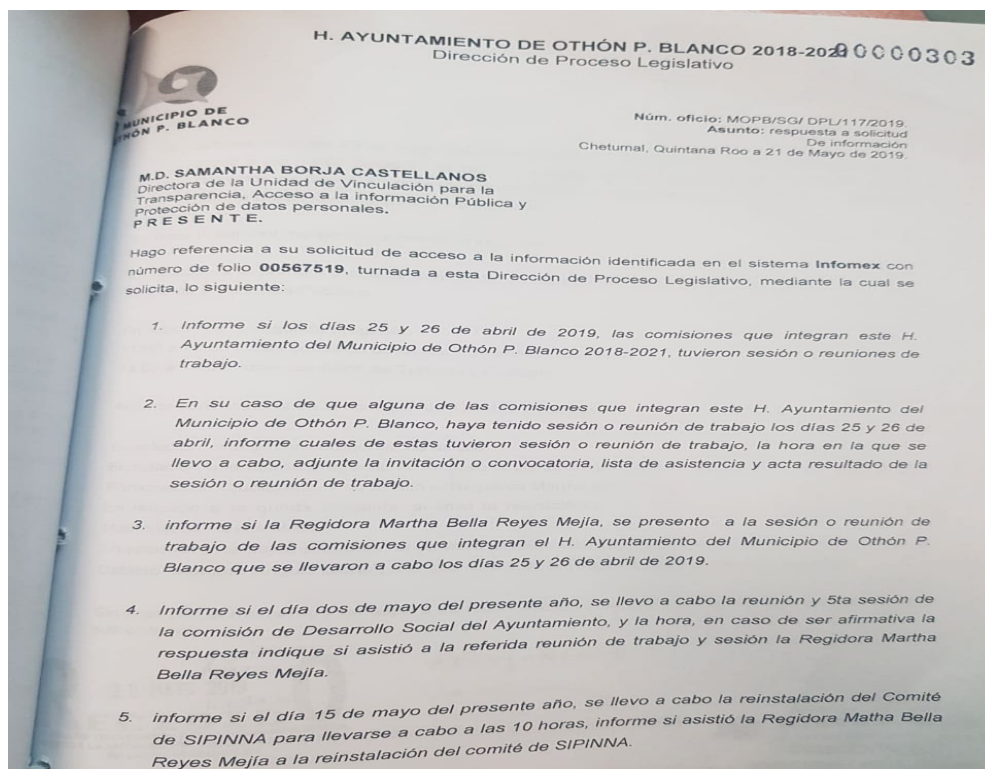 H. AYUNTAMIENTO DE OTHÓN P. BLANCO 2018-2021
00000303
Dirección de Proceso Legislativo
MUNICIPIO DE
OTHÓN P. BLANCO
Núm. oficio: MOPB/SG/ DPL/117/2019.
Asunto: respuesta a solicitud
De información
Chetumal, Quintana Roo a 21 de Mayo de 2019.
M.D. SAMANTHA BORJA CASTELLANOS
Directora de la Unidad de Vinculación para la
Transparencia, Acceso a la información Pública y
Protección de datos personales.
P R E S E N T E.
Hago referencia a su solicitud de acceso a la información identificada en el sistema Infomex con
número de folio 00567519, turnada a esta Dirección de Proceso Legislativo, mediante la cual se
solicita, lo siguiente:
1. Informe si los días 25 y 26 de abril de 2019, las comisiones que integran este H.
Ayuntamiento del Municipio de Othón P. Blanco 2018-2021, tuvieron sesión o reuniones de
trabajo.
2. En su caso de que alguna de las comisiones que integran este H. Ayuntamiento del
Municipio de Othón P. Blanco, haya tenido sesión o reunión de trabajo los días 25 y 26 de
abril, informe cuales de estas tuvieron sesión o reunión de trabajo, la hora en la que se
llevo a cabo, adjunte la invitación o convocatoria, lista de asistencia y acta resultado de la
sesión o reunión de trabajo.
3. informe si la Regidora Martha Bella Reyes Mejía, se presento a la sesión o reunión de
trabajo de las comisiones que integran el H. Ayuntamiento del Municipio de Othón P.
Blanco que se llevaron a cabo los días 25 y 26 de abril de 2019.
4. Informe si el día dos de mayo del presente año, se llevo a cabo la reunión y 5ta sesión de
la comisión de Desarrollo Social del Ayuntamiento, y la hora, en caso de ser afirmativa la
respuesta indique si asistió a la referida reunión de trabajo y sesión la Regidora Martha
Bella Reyes Mejía.
5. informe si el día 15 de mayo del presente año, se llevo a cabo la reinstalación del Comité
de SIPINNA para llevarse a cabo a las 10 horas, informe si asistió la Regidora Matha Bella
Reyes Mejía a la reinstalación del comité de SIPINNA.